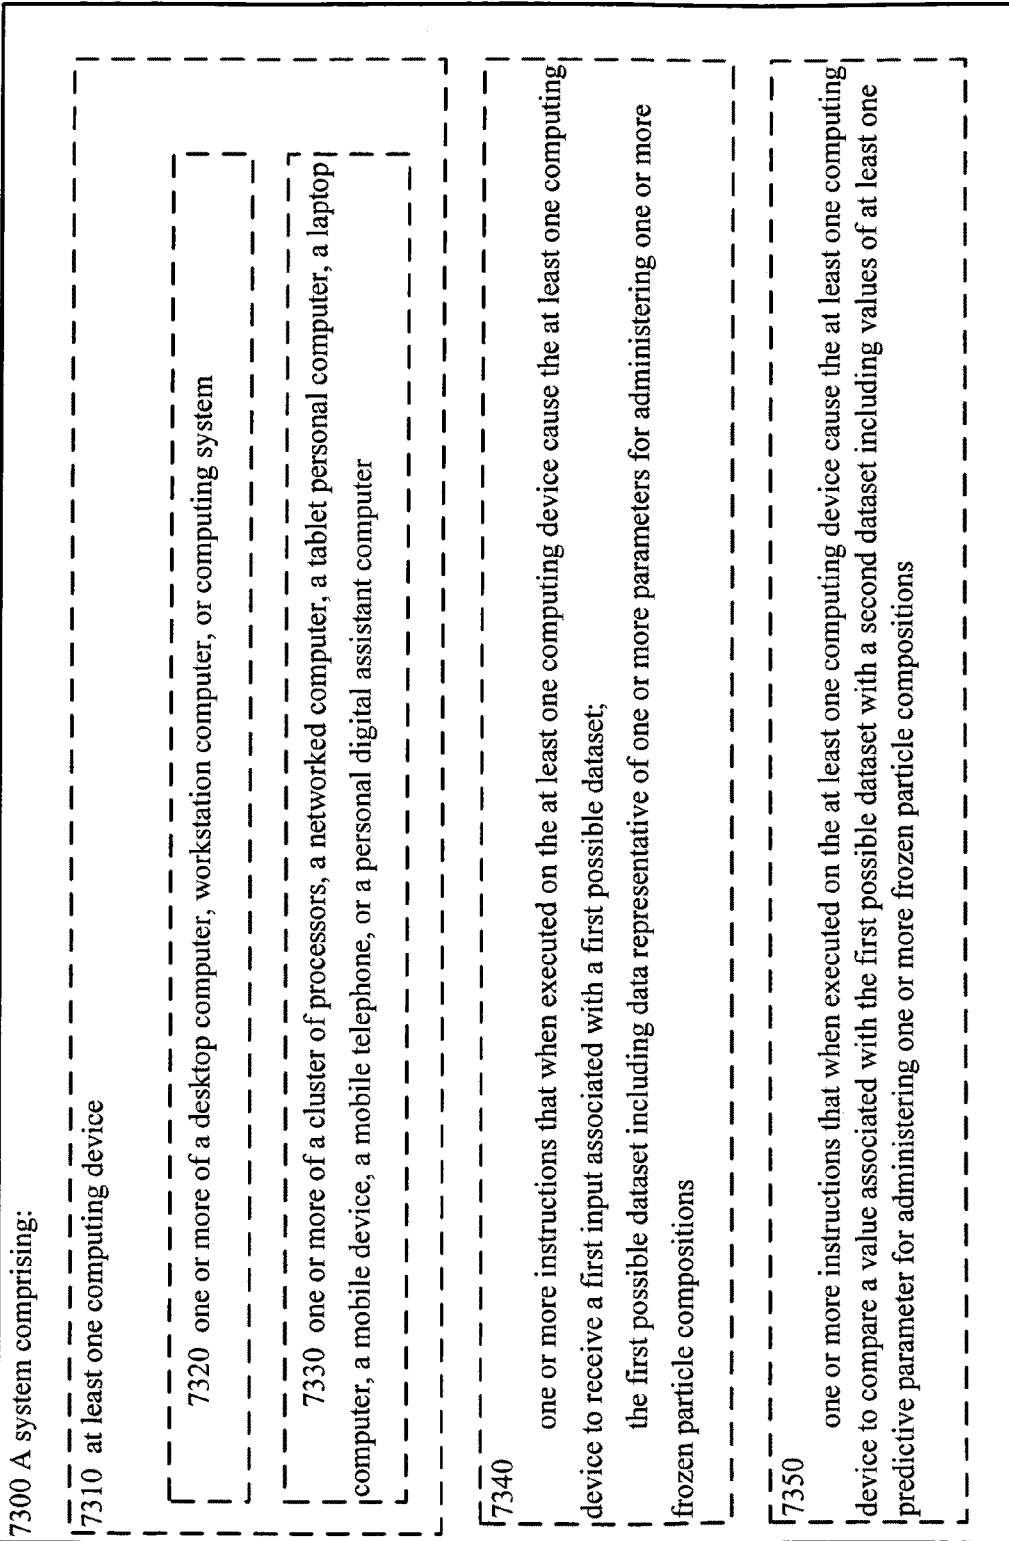 7300 A system comprising:
7310 at least one computing device
7320 one or more of a desktop computer, workstation computer, or computing system
7330 one or more of a cluster of processors, a networked computer, a tablet personal computer, a laptop
computer, a mobile device, a mobile telephone, or a personal digital assistant computer
7340
one or more instructions that when executed on the at least one computing device cause the at least one computing
device to receive a first input associated with a first possible dataset;
the first possible dataset including data representative of one or more parameters for administering one or more
frozen particle compositions
7350
one or more instructions that when executed on the at least one computing device cause the at least one computing
device to compare a value associated with the first possible dataset with a second dataset including values of at least one
predictive parameter for administering one or more frozen particle compositions